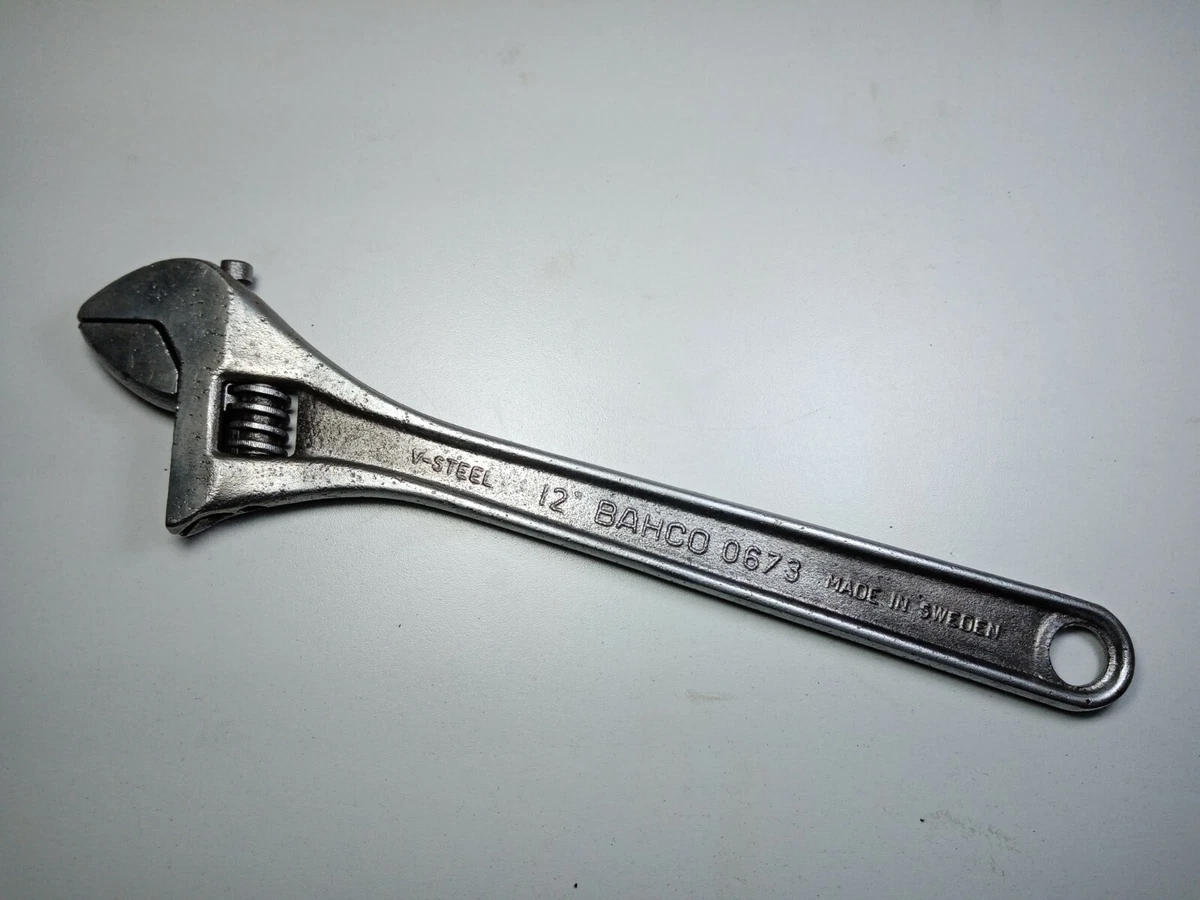 V-STEEL 12" BAHCO 0673 MADE IN SWEDEN